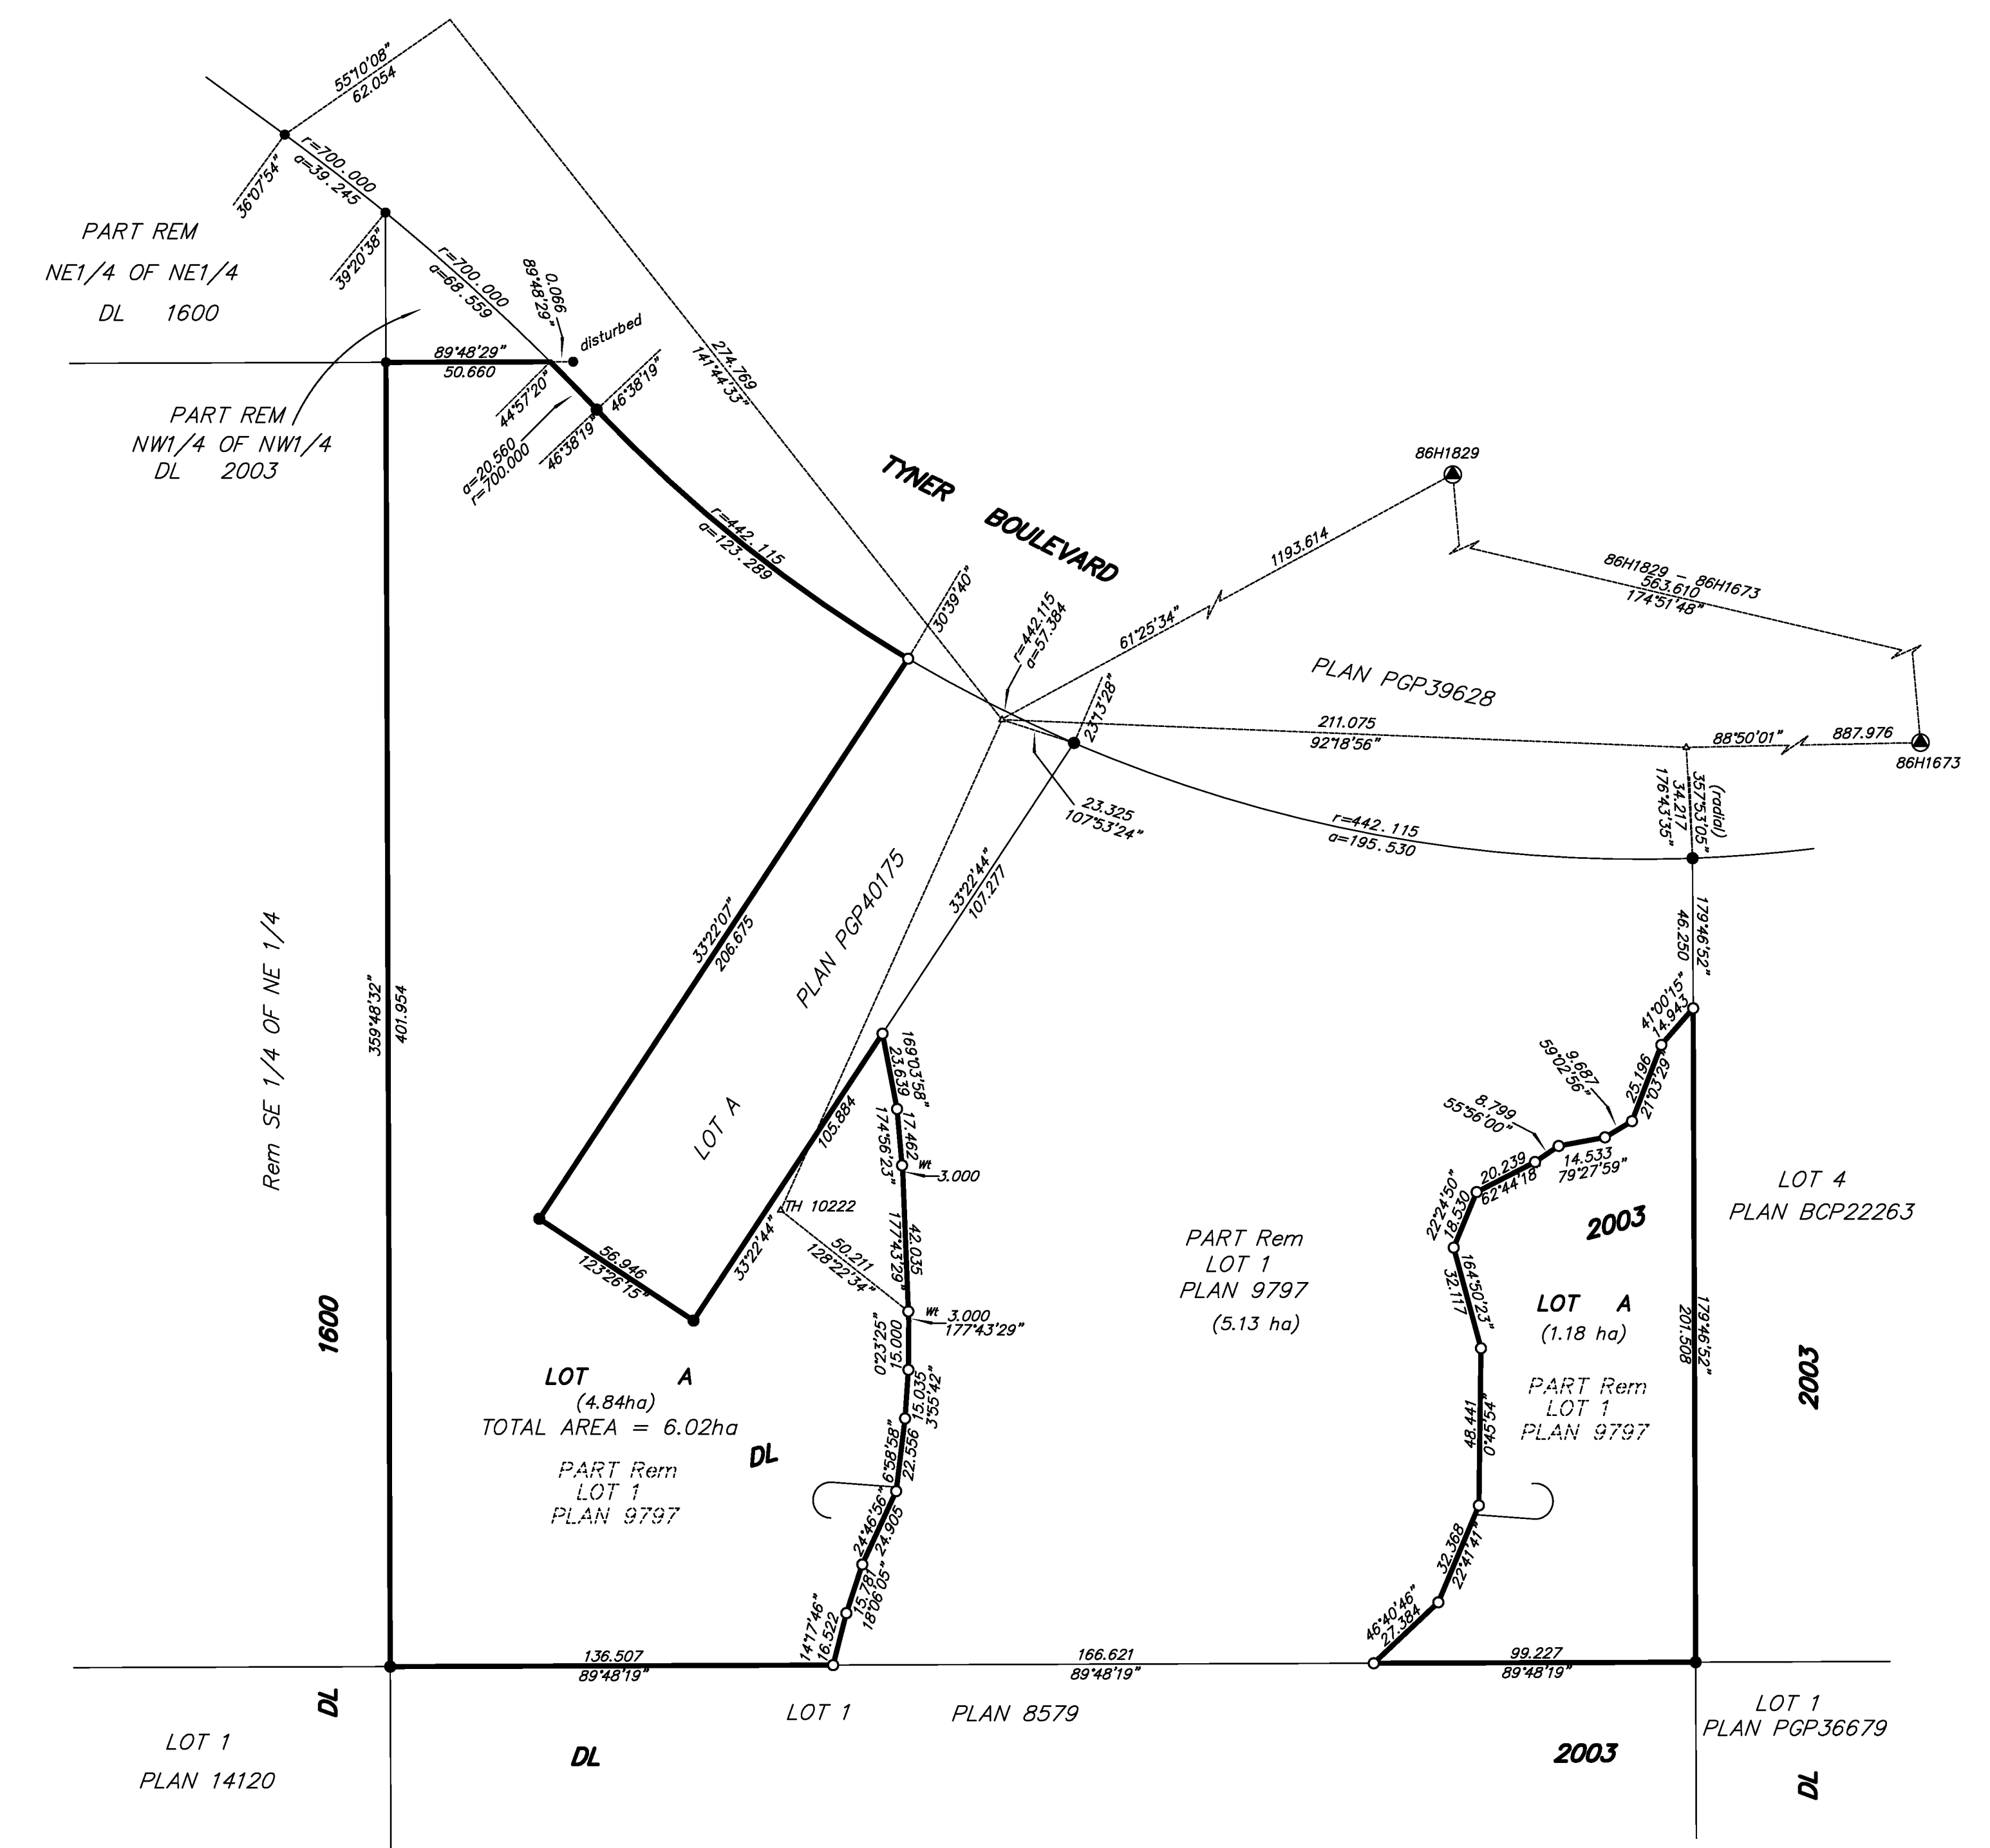 55°10'08"
62.054
r=700.000
a=39.245
36°07'54"
39°20'38"
PART REM
NE1/4 OF NE1/4
DL 1600
r=700.000
a=68.559
0.066
89°48'29"
disturbed
89°48'29"
50.660
44°57'20"
46°38'19"
46°38'19"
a=20.560
r=700.000
PART REM
NW1/4 OF NW1/4
DL 2003
274.769
141°44'33"
TYNER BOULEVARD
r=442.115
a=123.289
30°39'40"
r=442.115
a=57.384
86H1829
1193.614
61°25'34"
86H1829 – 86H1673
563.610
174°51'48"
PLAN PGP39628
23°13'28"
211.075
92°18'56"
88°50'01"
887.976
86H1673
23.325
107°53'24"
(radial)
357°53'05"
34.217
176°43'35"
r=442.115
a=195.530
33°22'44"
107.277
PLAN PGP40175
LOT A
33°22'07"
206.675
179°46'52"
46.250
Rem SE 1/4 OF NE 1/4
359°48'32"
401.954
1600
41°00'15"
14.943
25.196
21°03'29"
9.687
59°02'56"
8.799
55°56'00"
14.533
79°27'59"
20.239
62°44'18
22°24'50"
18.530
164°50'23"
32.117
169°03'58"
23.639
17.462
174°56'23"
Wt
3.000
105.884
TH 10222
33°22'44"
42.035
177°43'29"
50.211
128°22'34"
56.946
123°26'15"
Wt 3.000
177°43'29"
0°23'25"
15.000
15.035
3°55'42"
6°58'58"
22.556
24°46'56"
24.905
15.781
18°06'05"
14°17'46"
16.522
PART Rem
LOT 1
PLAN 9797
(5.13 ha)
2003
LOT 4
PLAN BCP22263
LOT A
(1.18 ha)
PART Rem
LOT 1
PLAN 9797
179°46'52"
201.508
2003
LOT A
(4.84ha)
TOTAL AREA = 6.02ha
DL
PART Rem
LOT 1
PLAN 9797
48.441
0°45'54"
32.368
22°41'41"
46°40'46"
27.384
136.507
89°48'19"
166.621
89°48'19"
99.227
89°48'19"
DL
LOT 1
PLAN 14120
LOT 1 PLAN 8579
DL 2003
LOT 1
PLAN PGP36679
DL